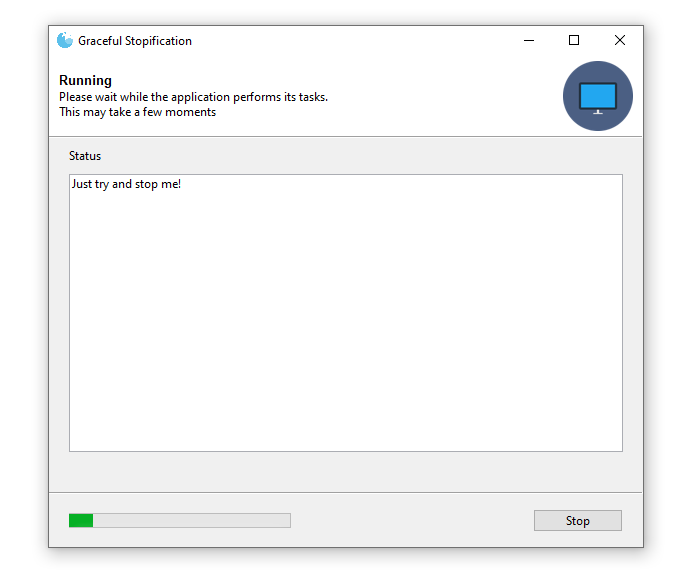 Graceful Stopification
Running
Please wait while the application performs its tasks.
This may take a few moments
Status
Just try and stop me!
Stop